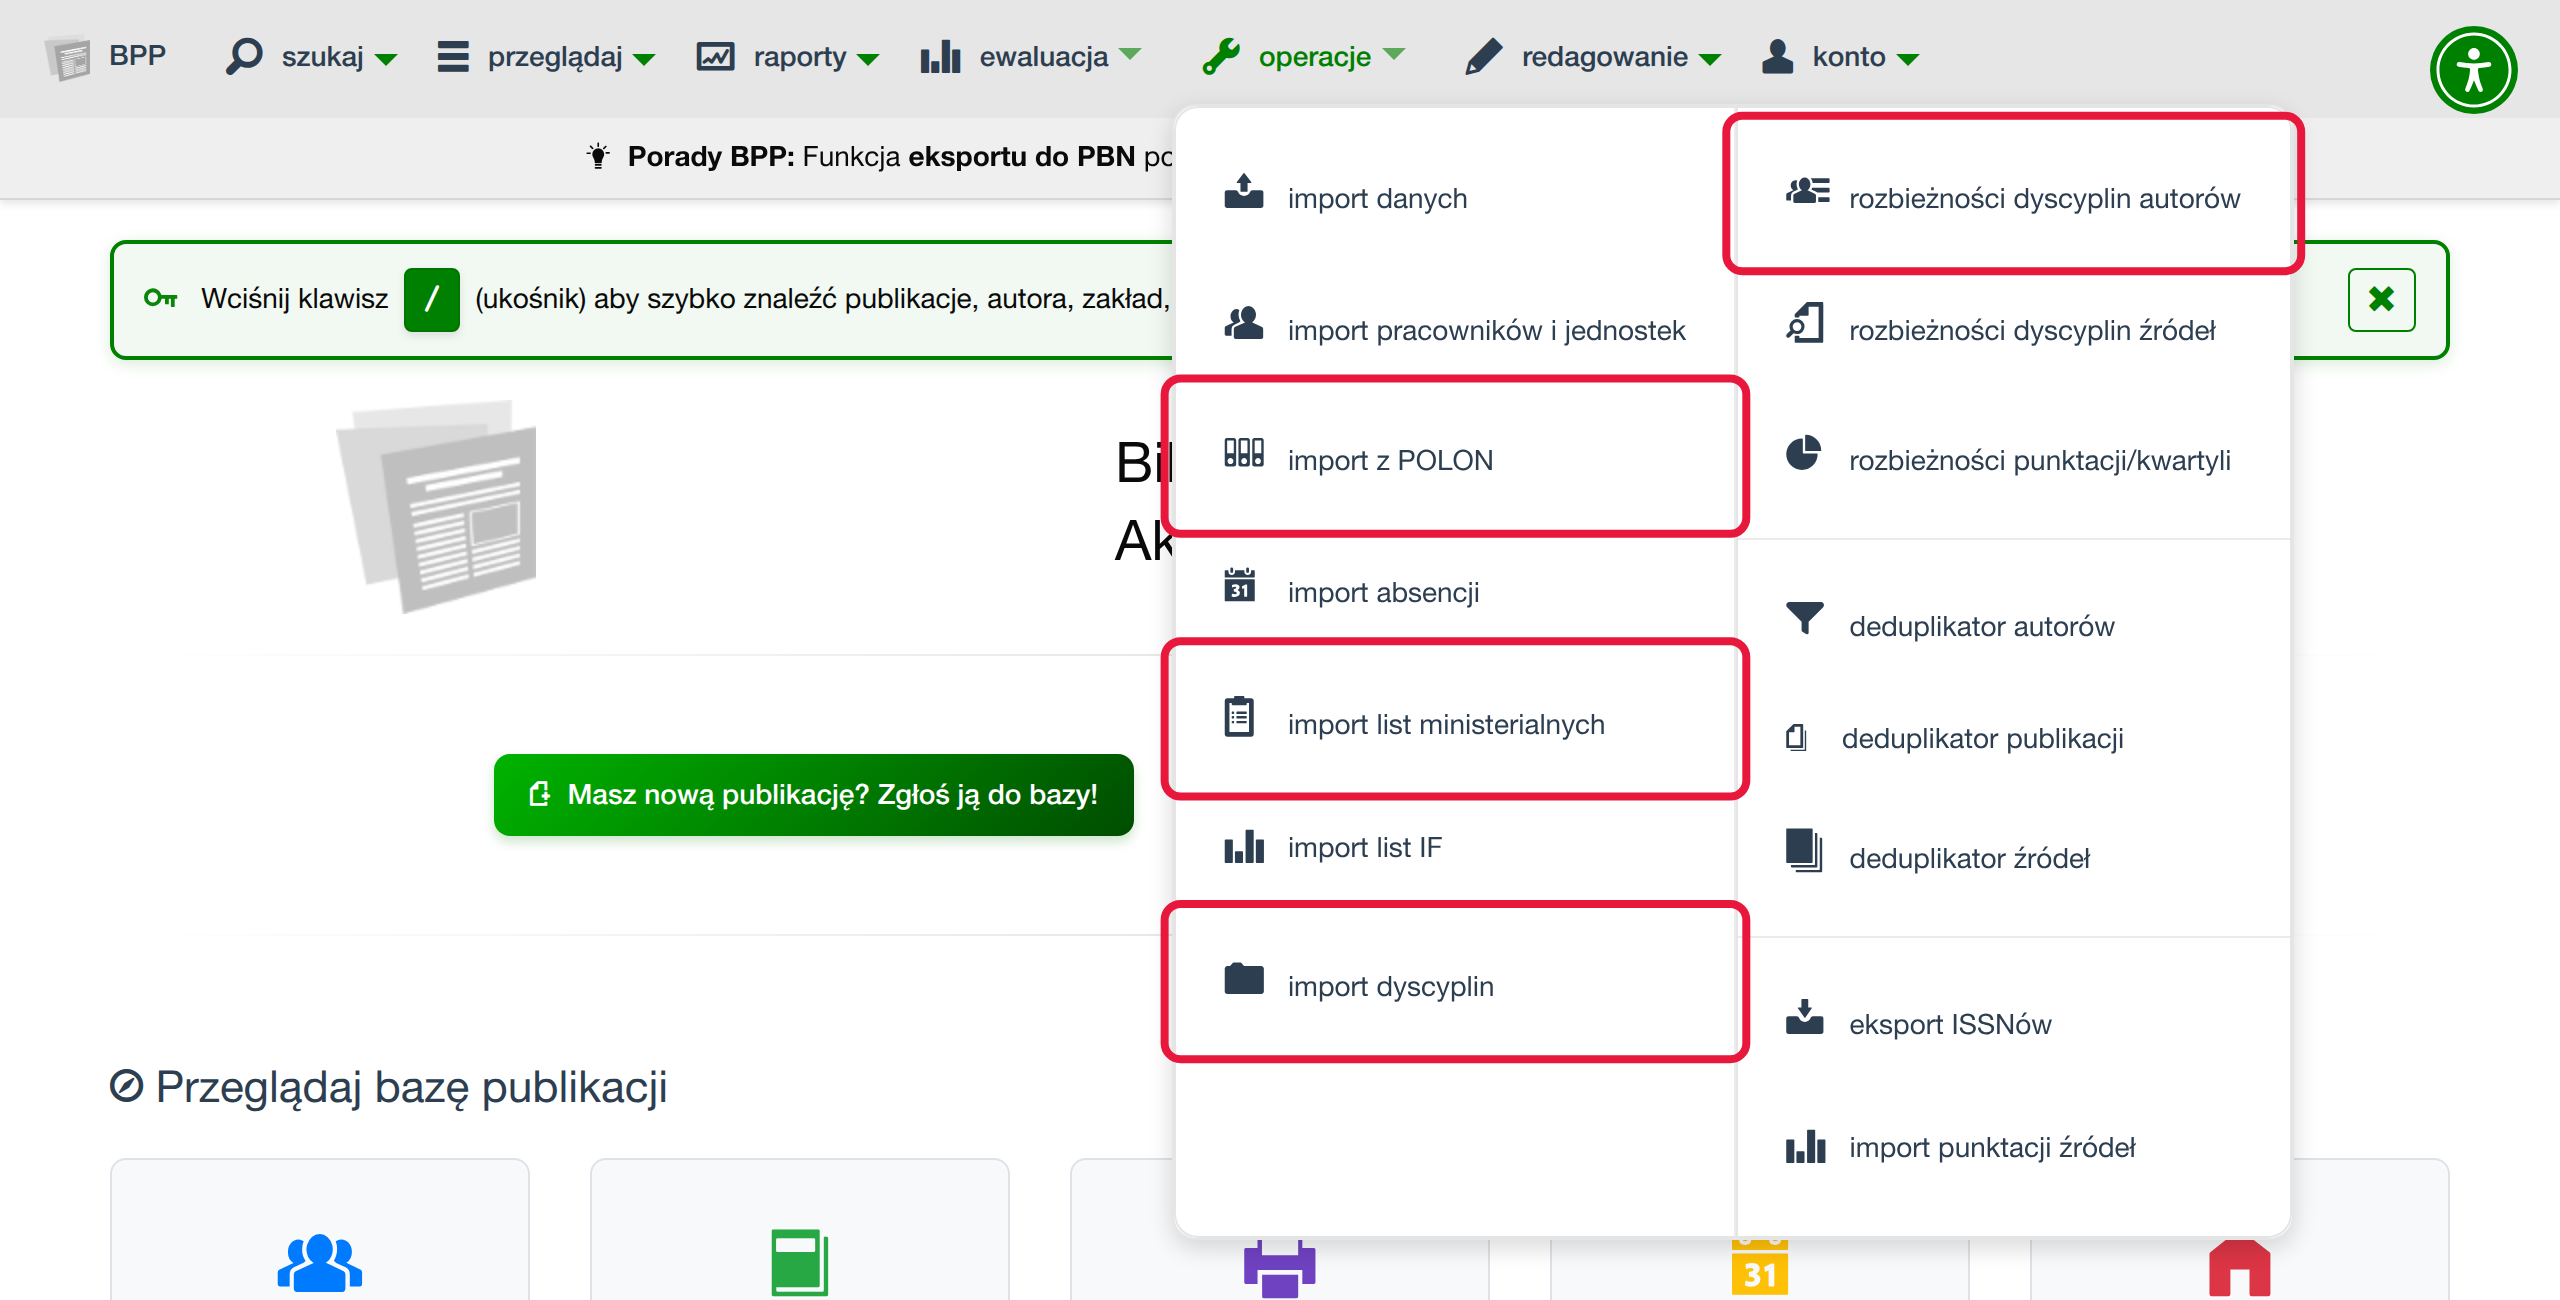 BPP
szukaj
przeglądaj
raporty
ewaluacja
operacje
redagowanie
konto
Porady BPP: Funkcja eksportu do PBN
Wciśnij klawisz / (ukośnik) aby szybko znaleźć publikacje, autora, zakład,
import danych
import pracowników i jednostek
import z POLON
import absencji
import list ministerialnych
import list IF
import dyscyplin
rozbieżności dyscyplin autorów
rozbieżności dyscyplin źródeł
rozbieżności punktacji/kwartyli
deduplikator autorów
deduplikator publikacji
deduplikator źródeł
eksport ISSNów
import punktacji źródeł
31
Masz nową publikację? Zgłoś ją do bazy!
Przeglądaj bazę publikacji
31